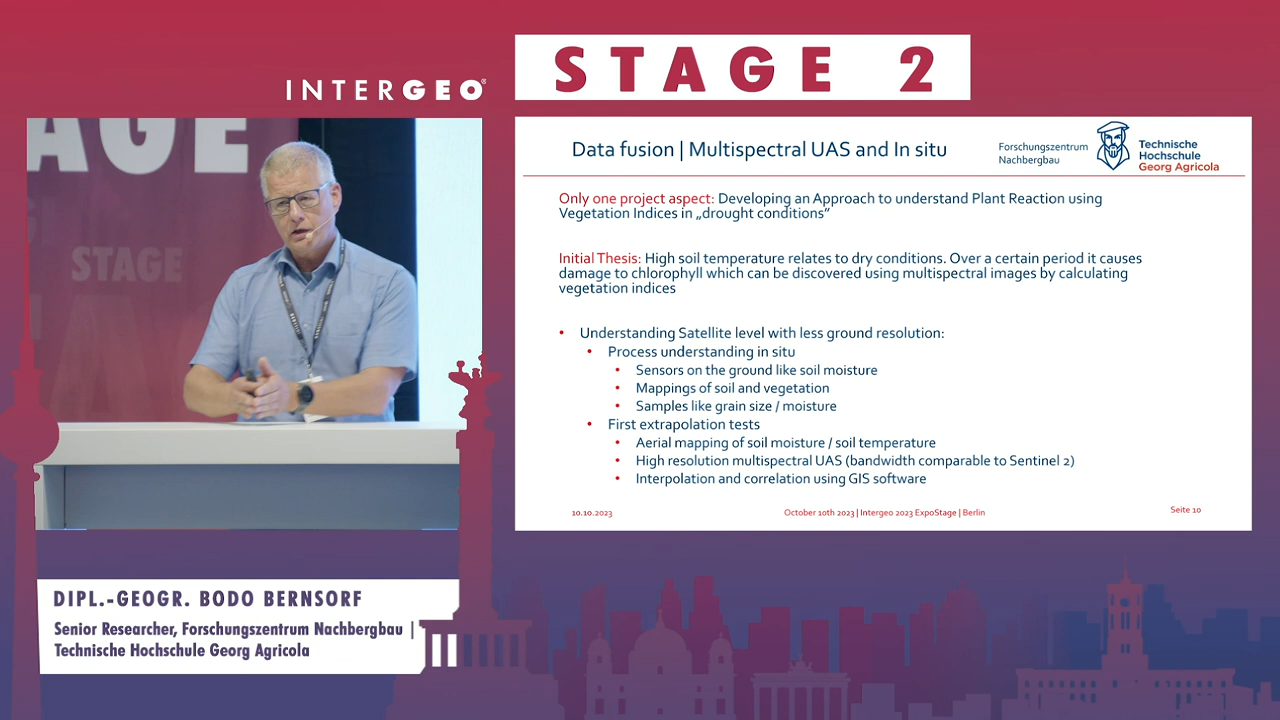 INTERGEO®
STAGE 2
AGE
STAGE
Data fusion | Multispectral UAS and In situ
Forschungszentrum
Nachbergbau
Technische
Hochschule
Georg Agricola
Only one project aspect: Developing an Approach to understand Plant Reaction using
Vegetation Indices in „drought conditions“
Initial Thesis: High soil temperature relates to dry conditions. Over a certain period it causes
damage to chlorophyll which can be discovered using multispectral images by calculating
vegetation indices
• Understanding Satellite level with less ground resolution:
• Process understanding in situ
• Sensors on the ground like soil moisture
• Mappings of soil and vegetation
• Samples like grain size / moisture
• First extrapolation tests
• Aerial mapping of soil moisture / soil temperature
• High resolution multispectral UAS (bandwidth comparable to Sentinel 2)
• Interpolation and correlation using GIS software
10.10.2023
October 10th 2023 | Intergeo 2023 ExpoStage | Berlin
Seite 10
DIPL.-GEOGR. BODO BERNSORF
Senior Researcher, Forschungszentrum Nachbergbau |
Technische Hochschule Georg Agricola